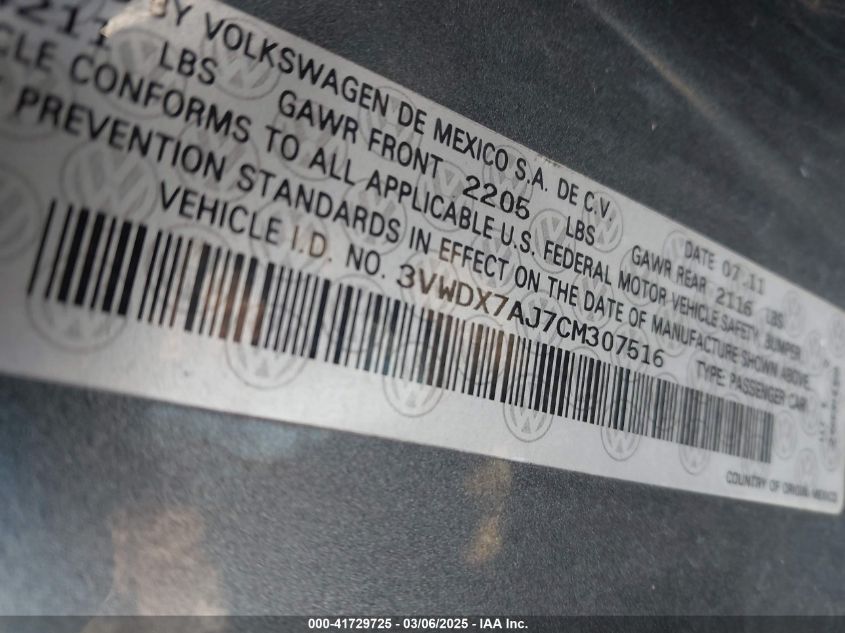 BY VOLKSWAGEN DE MEXICO S.A. DE C.V. DATE 07.11
LBS GAWR FRONT 2205 LBS GAWR REAR 2116 LBS
CLE CONFORMS TO ALL APPLICABLE U.S. FEDERAL MOTOR VEHICLE SAFETY, BUMPER
PREVENTION STANDARDS IN EFFECT ON THE DATE OF MANUFACTURE SHOWN ABOVE.
VEHICLE I.D. NO. 3VWDX7AJ7CM307516 TYPE: PASSENGER CAR
COUNTRY OF ORIGIN: MEXICO
000-41729725 - 03/06/2025 - IAA Inc.